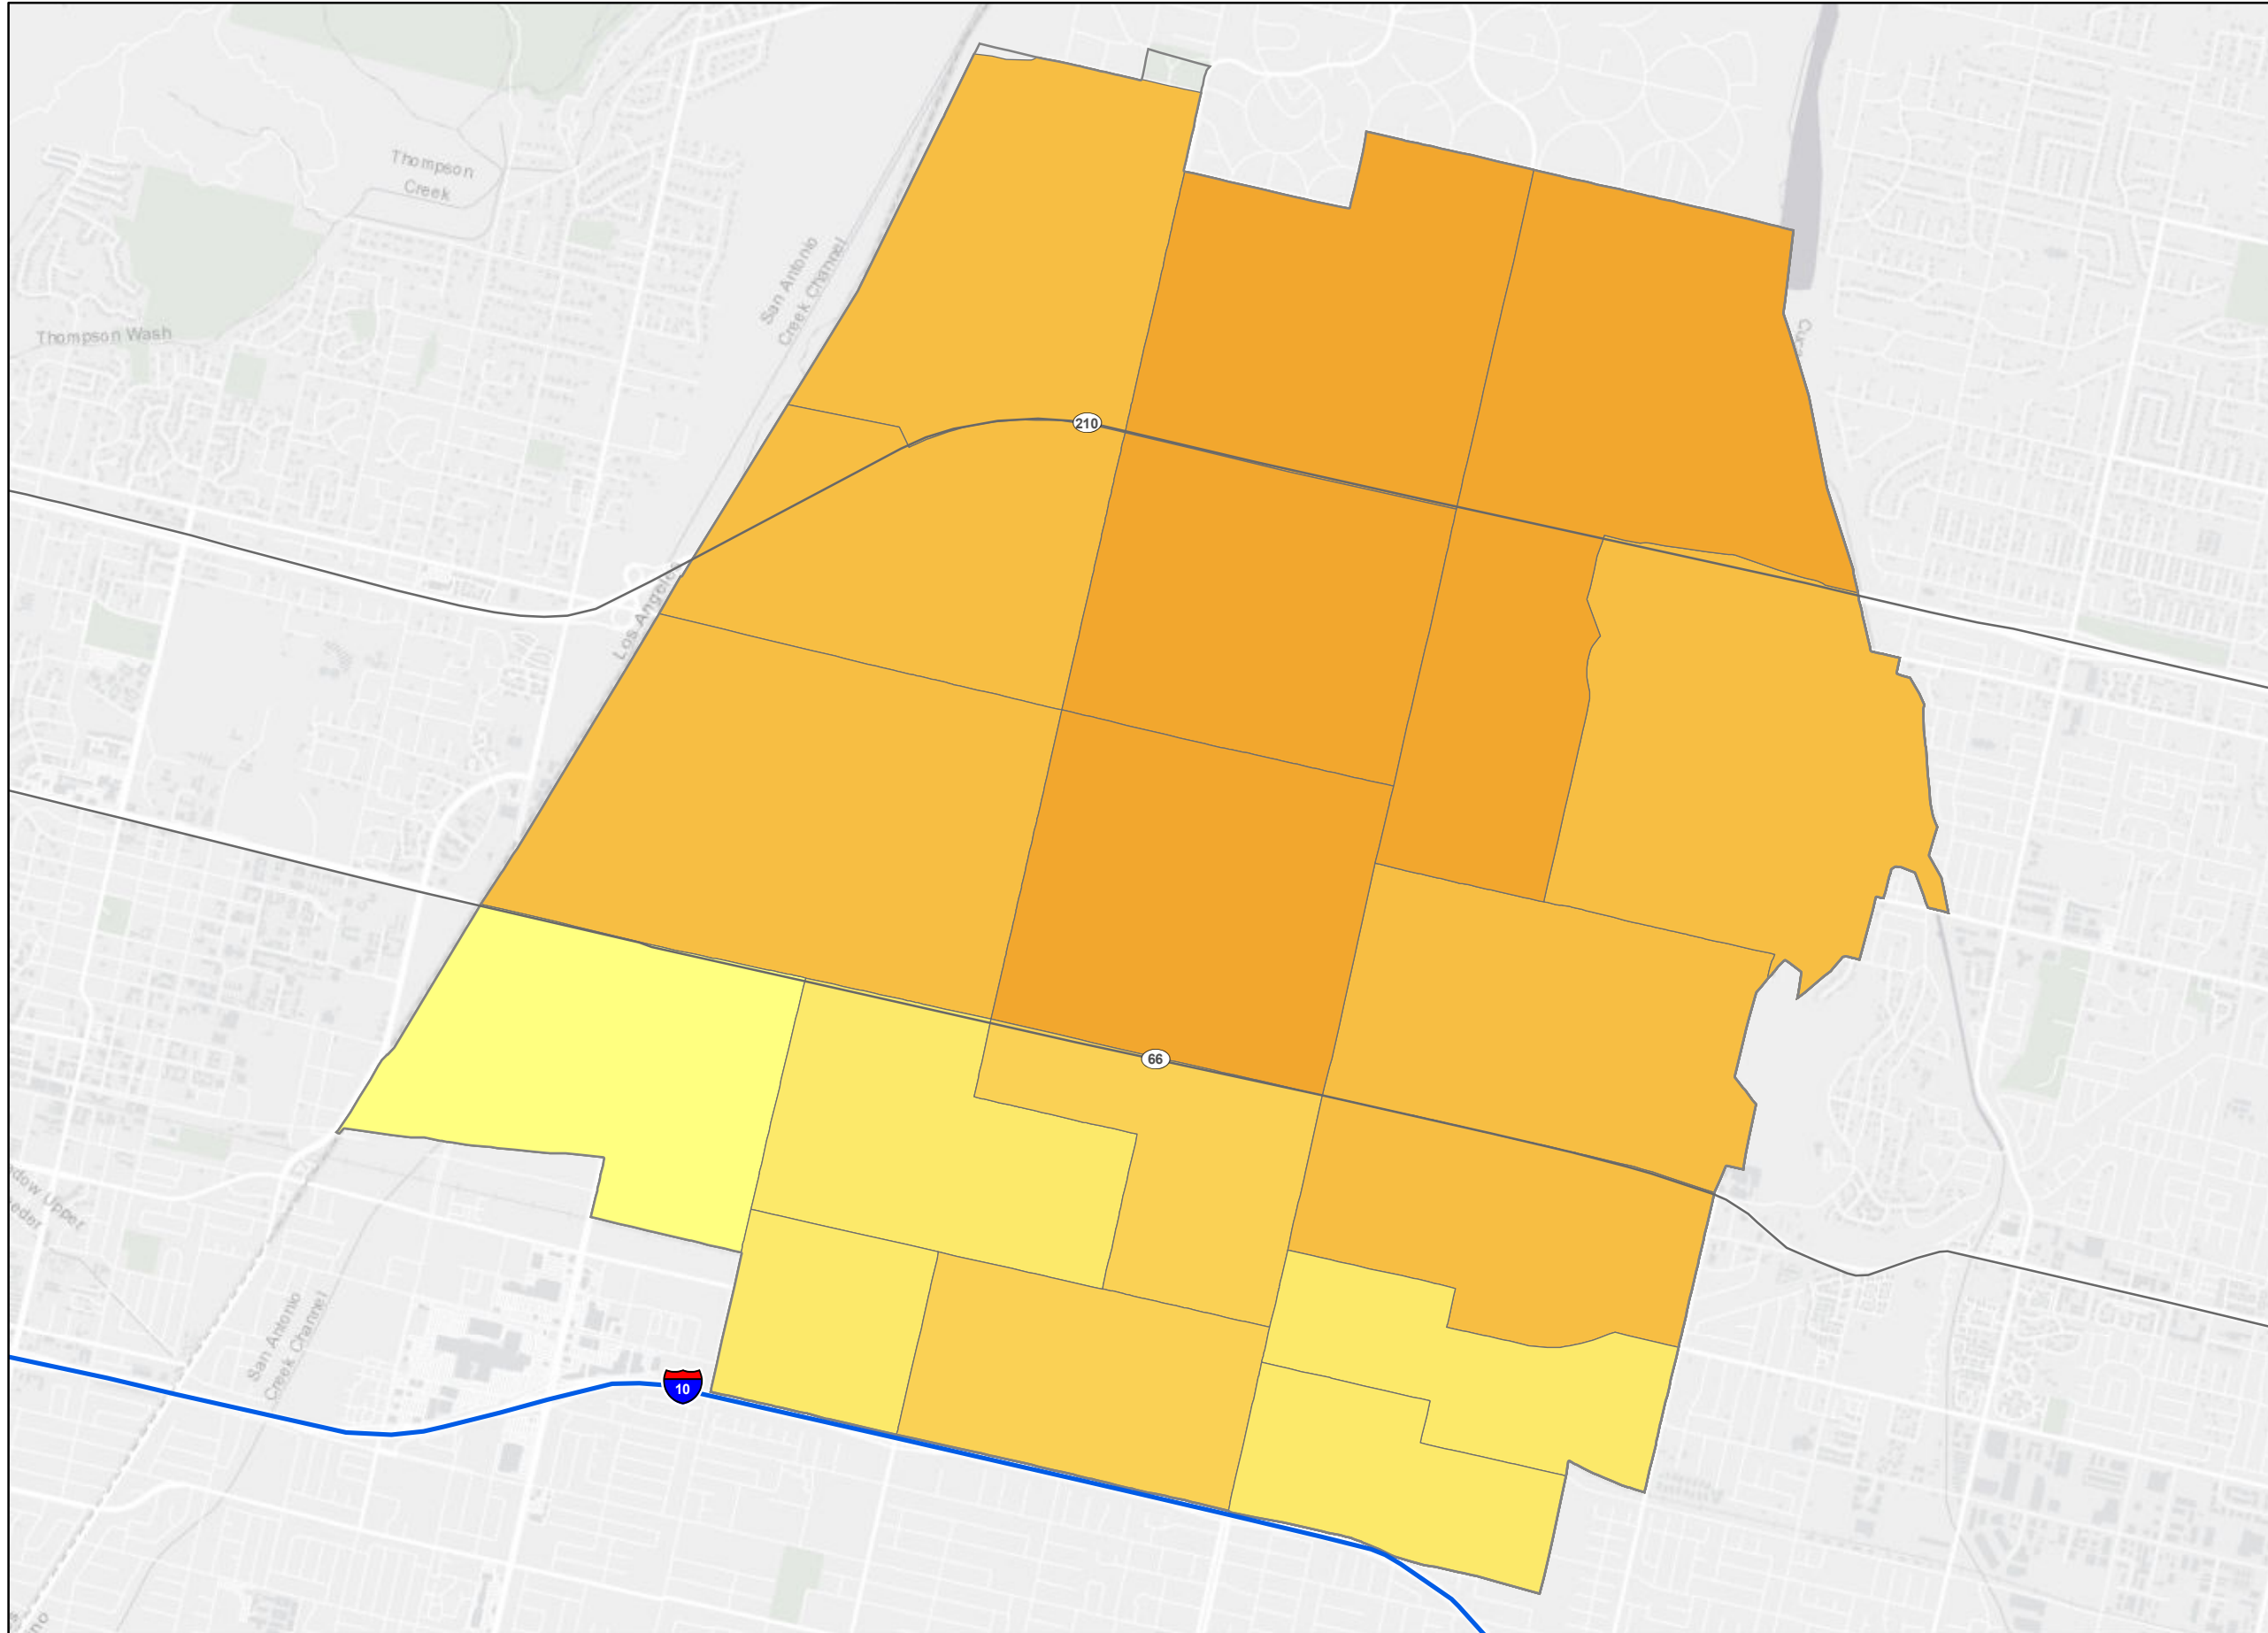 Thompson
Creek
San Antonio
Creek Channel
Thompson Wash
210
Los Angeles
66
San Antonio
Creek Channel
10